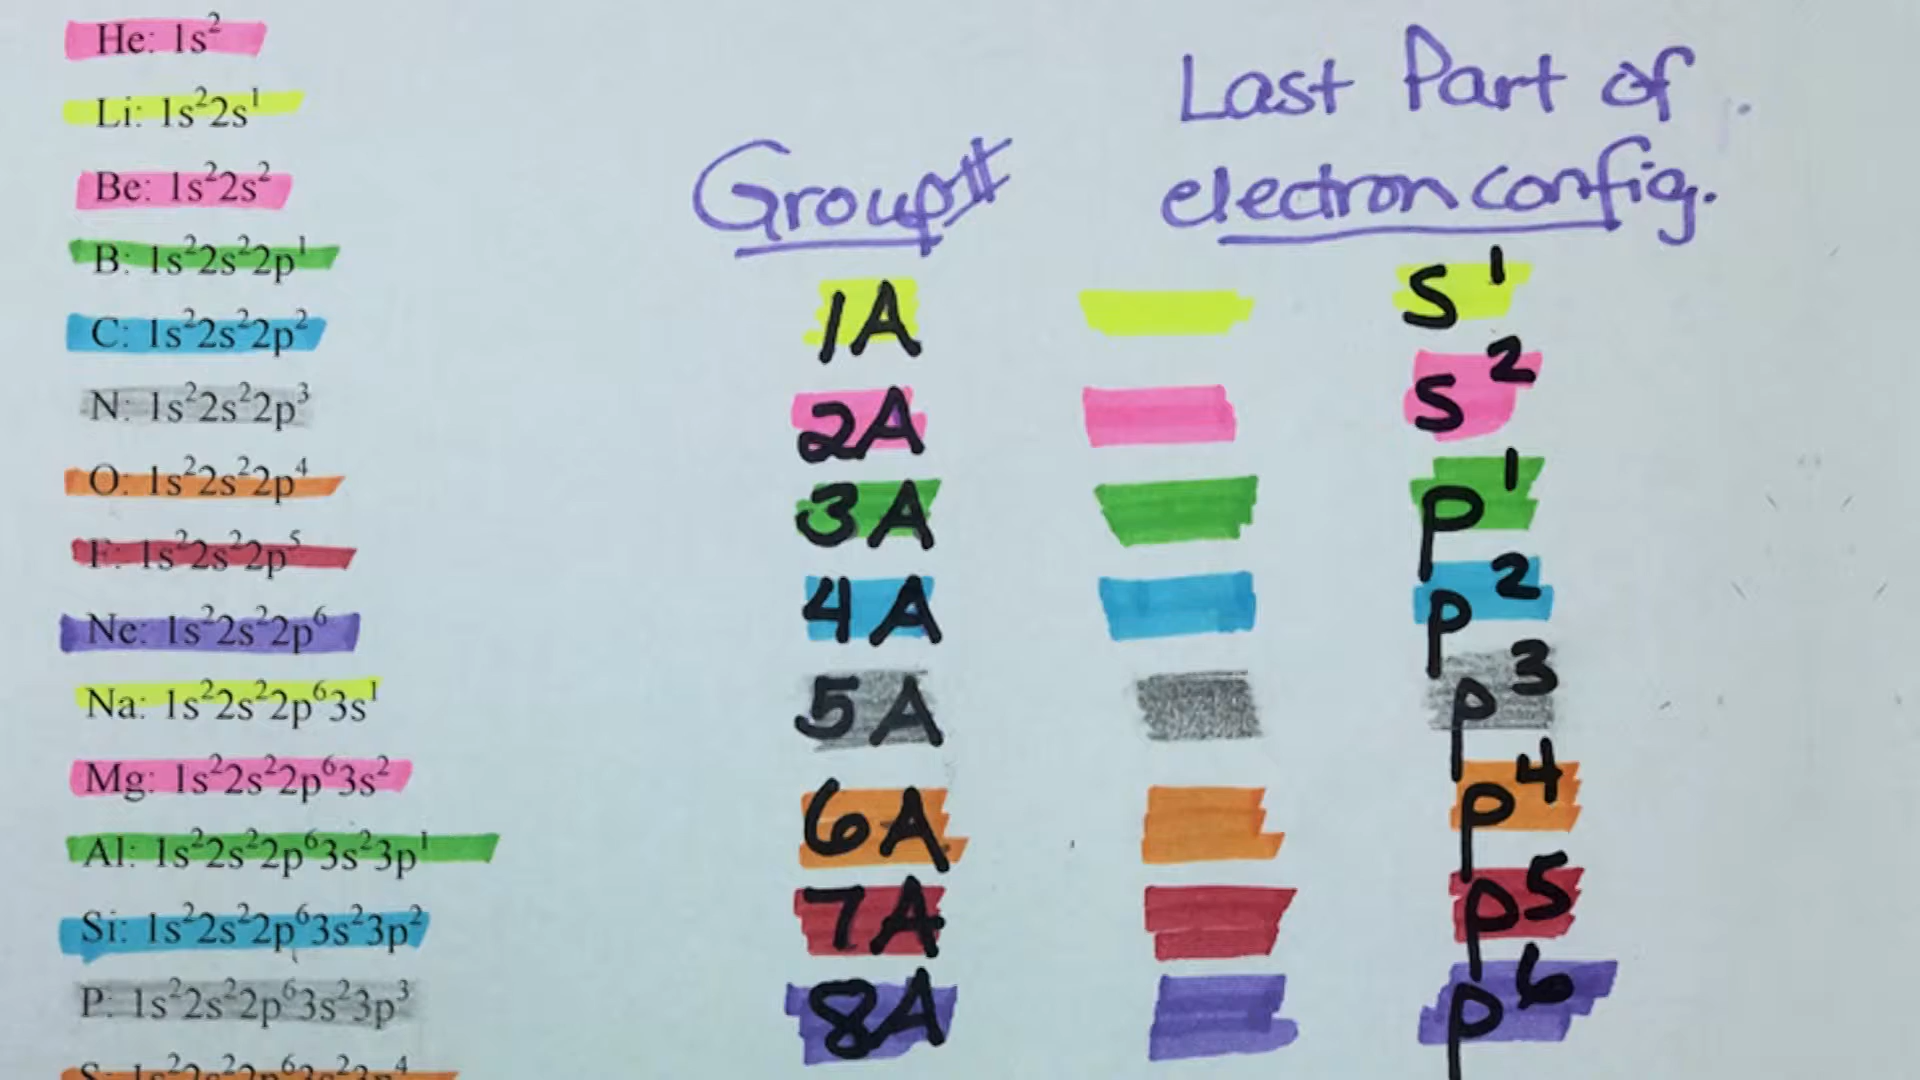 He: 1s²
Li: 1s²2s¹
Be: 1s²2s²
B: 1s²2s²2p¹
C: 1s²2s²2p²
N: 1s²2s²2p³
O: 1s²2s²2p⁴
F: 1s²2s²2p⁵
Ne: 1s²2s²2p⁶
Na: 1s²2s²2p⁶3s¹
Mg: 1s²2s²2p⁶3s²
Al: 1s²2s²2p⁶3s²3p¹
Si: 1s²2s²2p⁶3s²3p²
P: 1s²2s²2p⁶3s²3p³
S: 1s²2s²2p⁶3s²3p⁴
Group#
Last Part of
electron config.
1A s¹
2A s²
3A p¹
4A p²
5A p³
6A p⁴
7A p⁵
8A p⁶